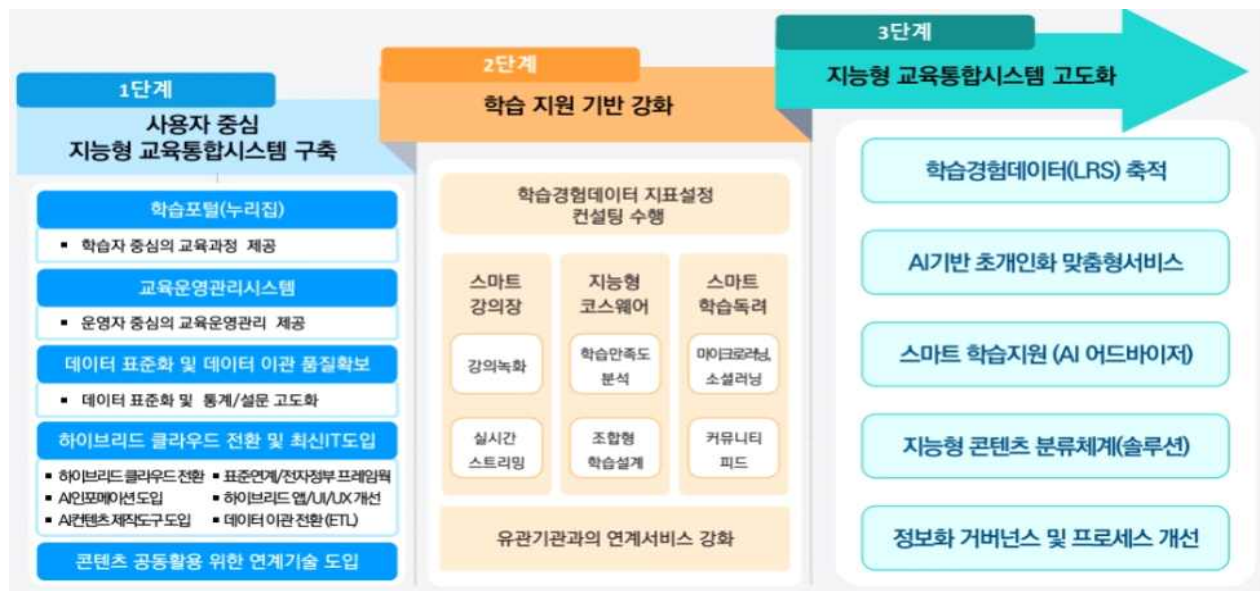 1단계
사용자 중심
지능형 교육통합시스템 구축
학습포털(누리집)
▪ 학습자 중심의 교육과정 제공
교육운영관리시스템
▪ 운영자 중심의 교육운영관리 제공
데이터 표준화 및 데이터 이관 품질확보
▪ 데이터 표준화 및 통계/설문 고도화
하이브리드 클라우드 전환 및 최신IT도입
▪ 하이브리드 클라우드 전환 ▪ 표준연계/전자정부 프레임웍
▪ AI인포메이션 도입 ▪ 하이브리드 앱/UI/UX 개선
▪ AI컨텐츠 제작도구 도입 ▪ 데이터 이관 전환(ETL)
콘텐츠 공동활용 위한 연계기술 도입
2단계
학습 지원 기반 강화
학습경험데이터 지표설정
컨설팅 수행
스마트
강의장
강의녹화
실시간
스트리밍
지능형
코스웨어
학습만족도
분석
조합형
학습설계
스마트
학습독려
마이크로러닝,
소셜러닝
커뮤니티
피드
유관기관과의 연계서비스 강화
3단계
지능형 교육통합시스템 고도화
학습경험데이터(LRS) 축적
AI기반 초개인화 맞춤형서비스
스마트 학습지원 (AI 어드바이저)
지능형 콘텐츠 분류체계(솔루션)
정보화 거버넌스 및 프로세스 개선